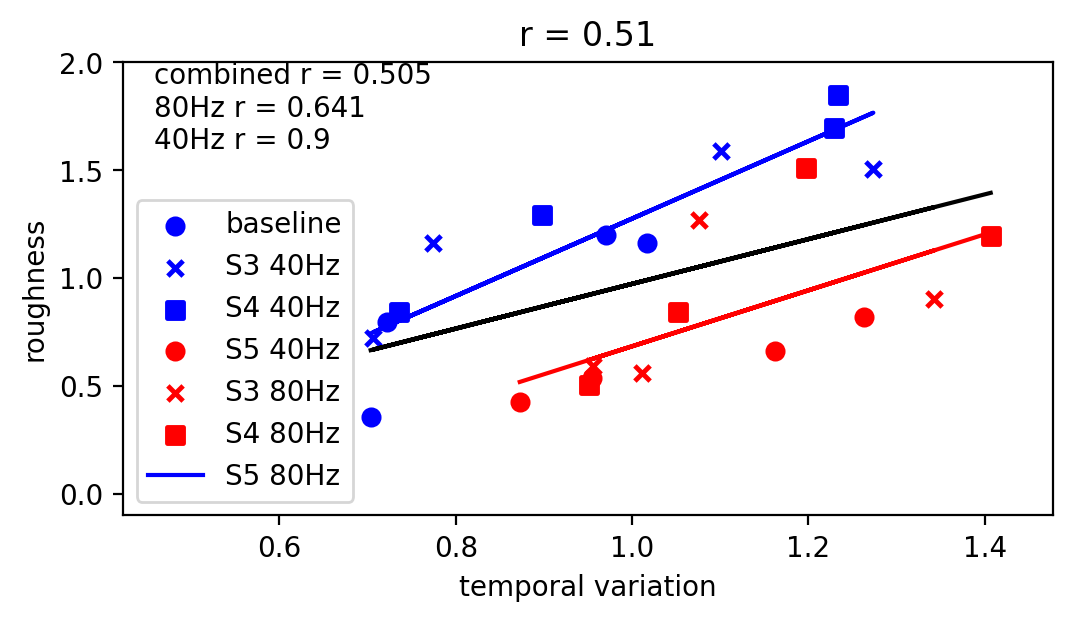 r = 0.51
combined r = 0.505
80Hz r = 0.641
40Hz r = 0.9
baseline
S3 40Hz
S4 40Hz
S5 40Hz
S3 80Hz
S4 80Hz
S5 80Hz
2.0
1.5
1.0
0.5
0.0
roughness
0.6 0.8 1.0 1.2 1.4
temporal variation